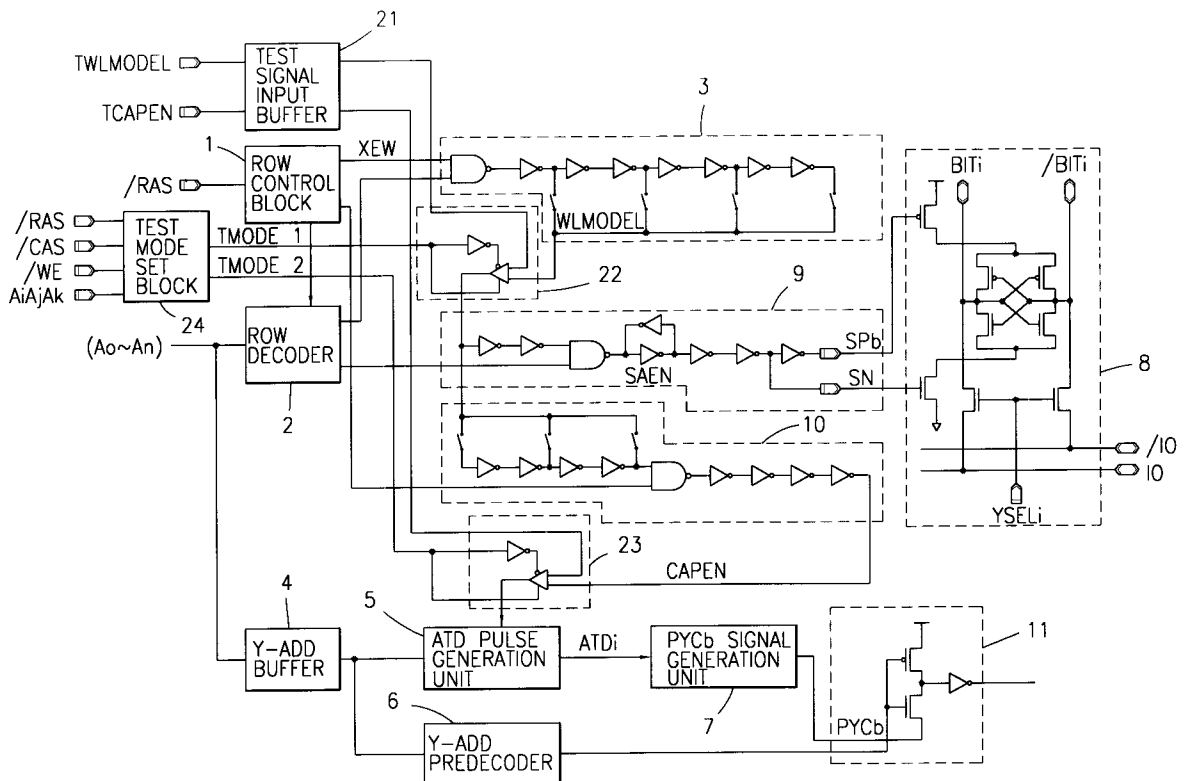 21
TWLMODEL
TEST
SIGNAL
INPUT
BUFFER
TCAPEN
3
1
XEW
ROW
CONTROL
BLOCK
/RAS
BITi
/BITi
/RAS
/CAS
/WE
AiAjAk
TEST
MODE
SET
BLOCK
TMODE 1
TMODE 2
WLMODEL
22
9
24
(Ao~An)
ROW
DECODER
2
SAEN
SPb
SN
8
10
/IO
IO
YSELi
23
CAPEN
4
5
Y-ADD
BUFFER
ATD PULSE
GENERATION
UNIT
ATDi
PYCb SIGNAL
GENERATION
UNIT
7
11
6
Y-ADD
PREDECODER
PYCb